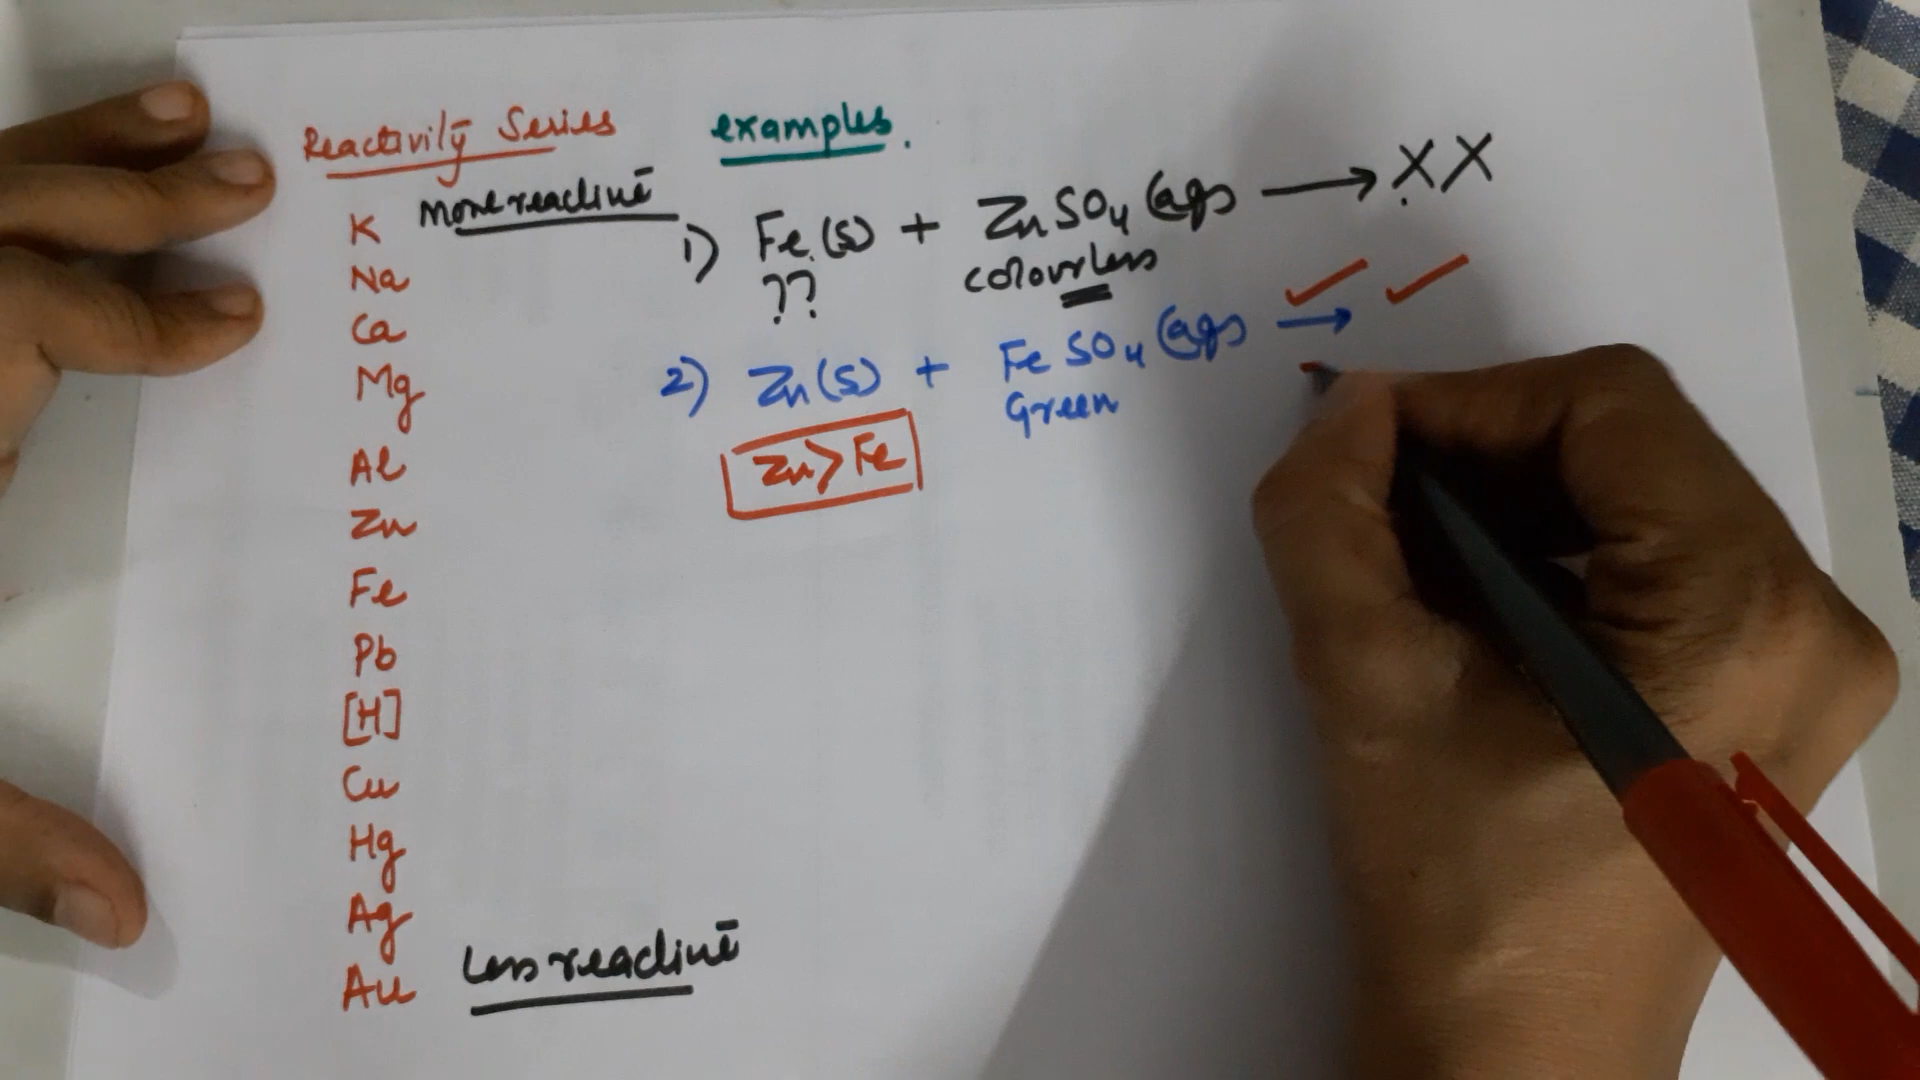 Reactivity Series
examples.
More reactive
K
Na
Ca
Mg
Al
Zn
Fe
Pb
[H]
Cu
Hg
Ag
Au
Less reactive
1) Fe(s) + ZnSO4 (aq) → X X
?? colourless
2) Zn(s) + FeSO4 (aq) → ✓ ✓
Green
Zn > Fe